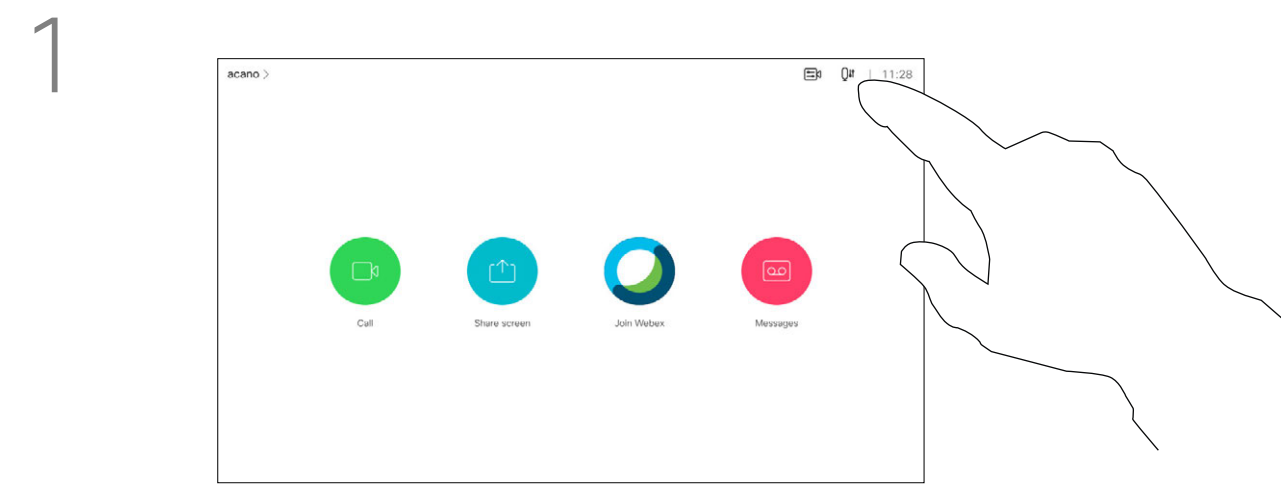 1
acano >
11:28
Call
Share screen
Join Webex
Messages